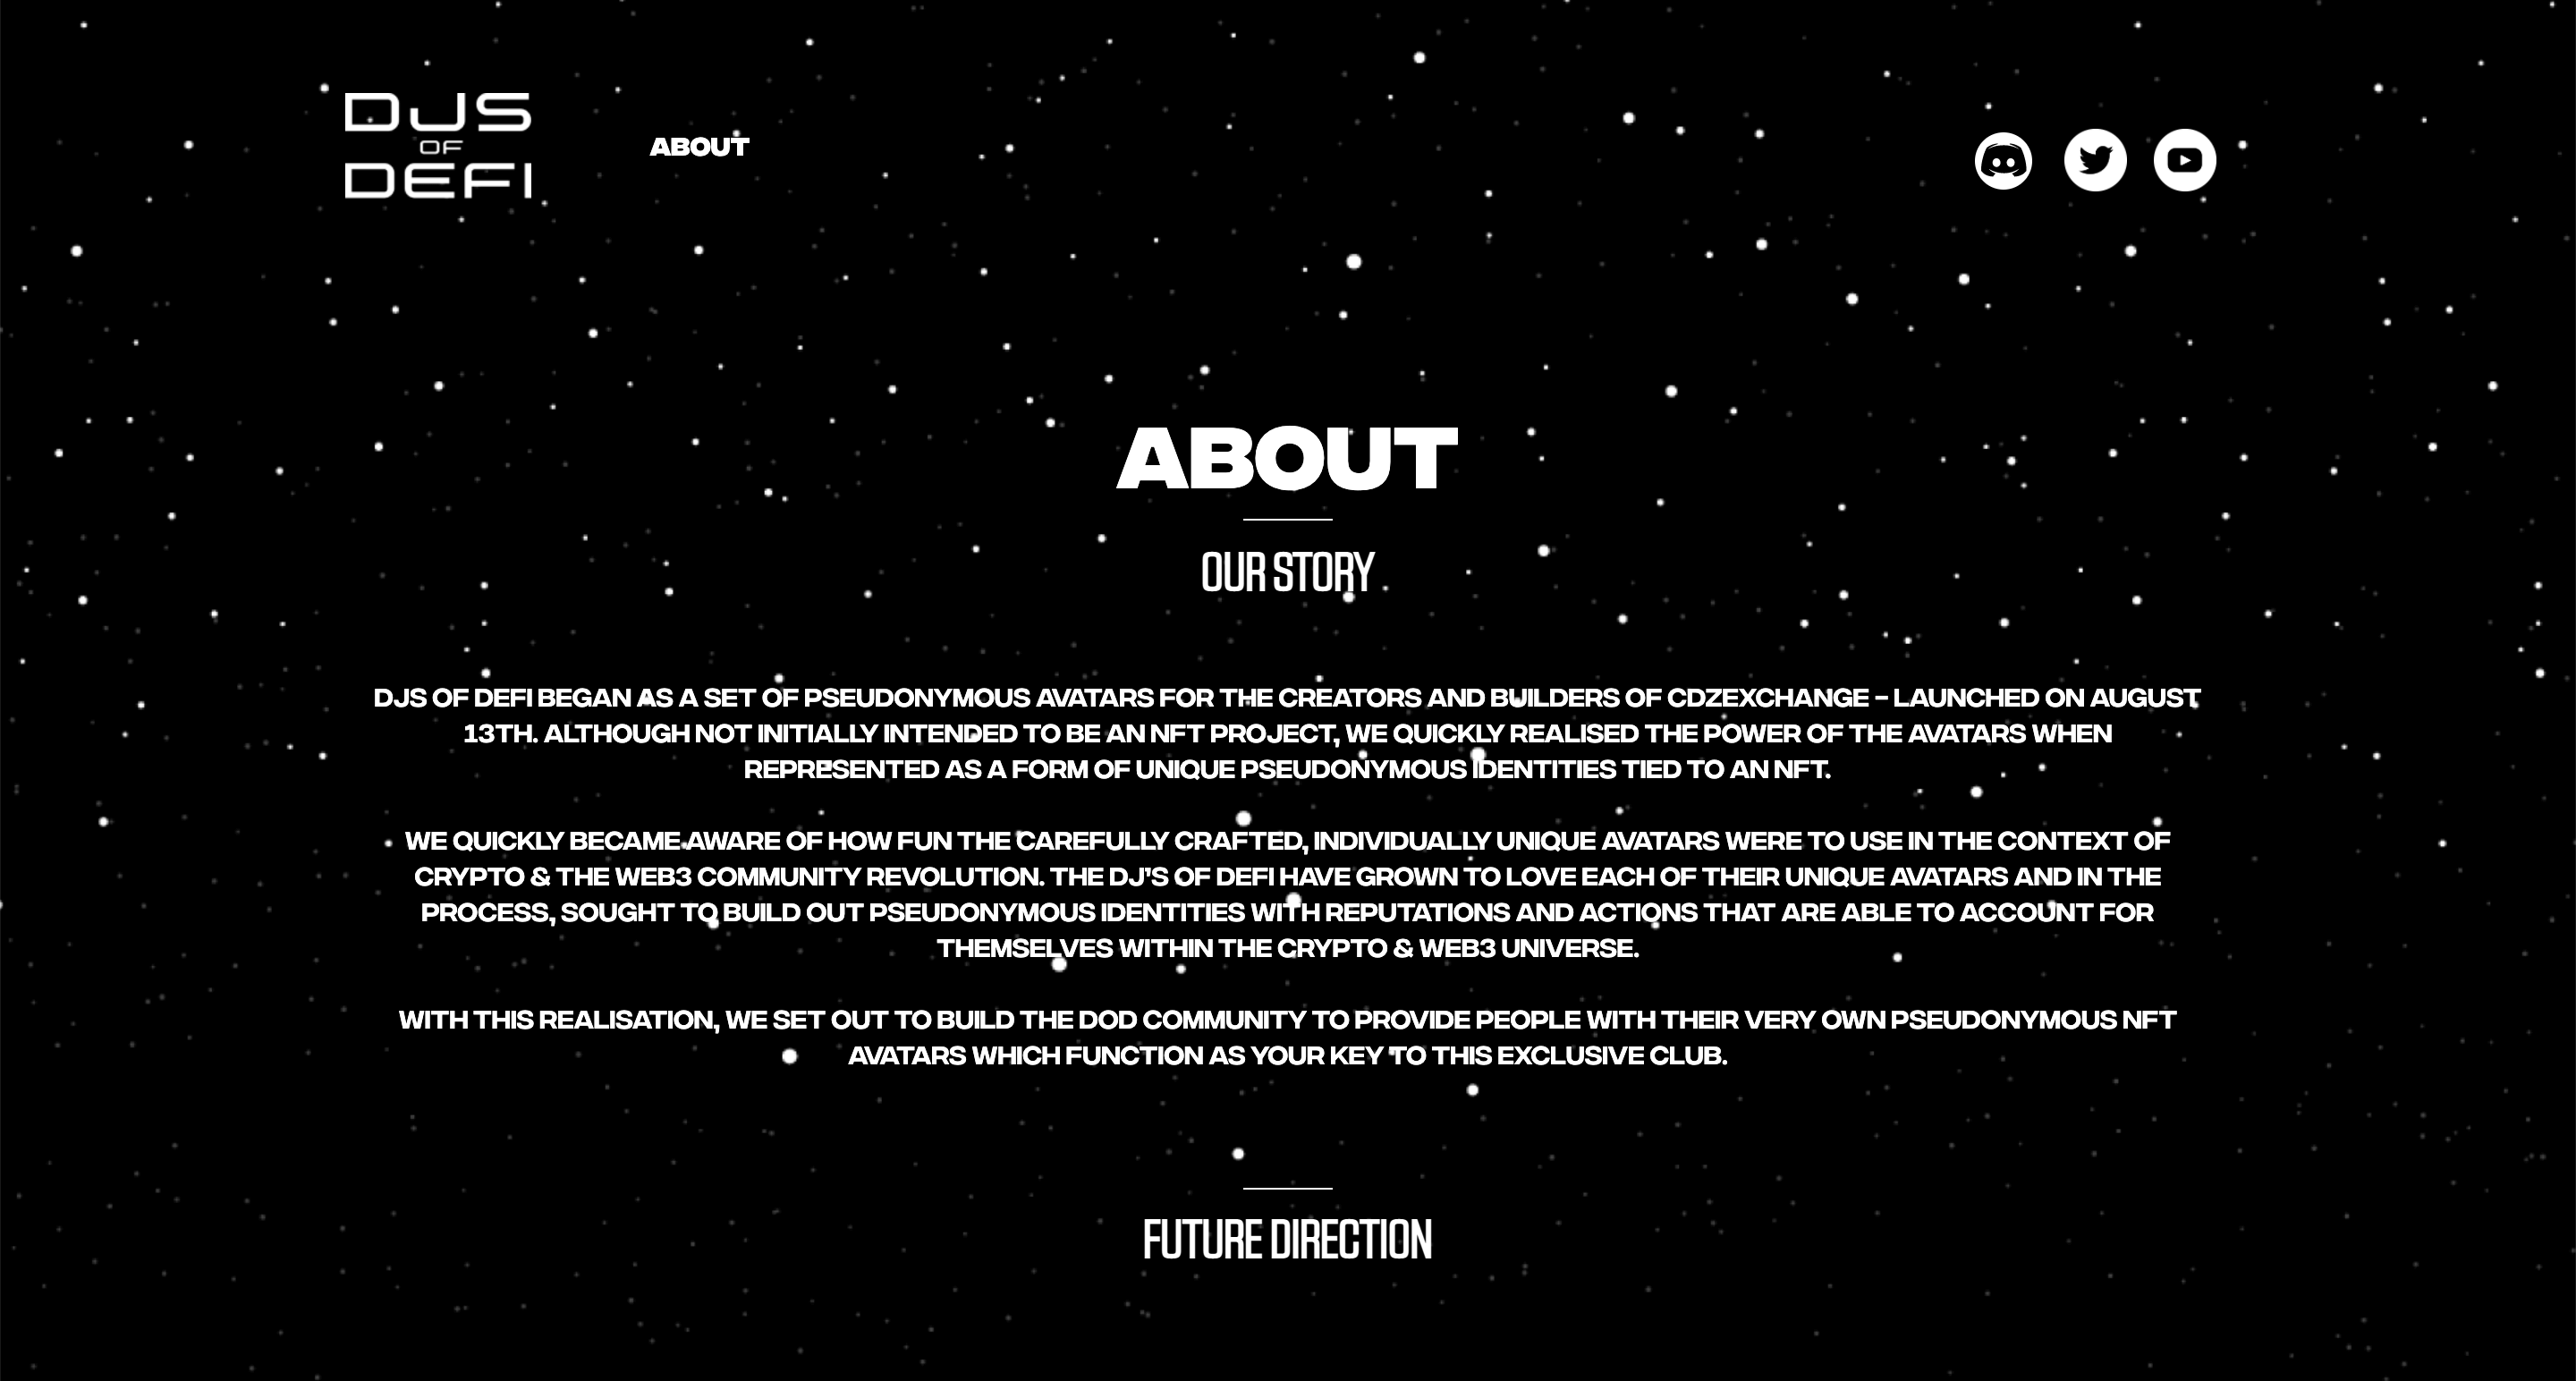 DJS
OF
DEFI
ABOUT
ABOUT
OUR STORY
DJS OF DEFI BEGAN AS A SET OF PSEUDONYMOUS AVATARS FOR THE CREATORS AND BUILDERS OF CDZEXCHANGE - LAUNCHED ON AUGUST
13TH. ALTHOUGH NOT INITIALLY INTENDED TO BE AN NFT PROJECT, WE QUICKLY REALISED THE POWER OF THE AVATARS WHEN
REPRESENTED AS A FORM OF UNIQUE PSEUDONYMOUS IDENTITIES TIED TO AN NFT.
WE QUICKLY BECAME AWARE OF HOW FUN THE CAREFULLY CRAFTED, INDIVIDUALLY UNIQUE AVATARS WERE TO USE IN THE CONTEXT OF
CRYPTO & THE WEB3 COMMUNITY REVOLUTION. THE DJ'S OF DEFI HAVE GROWN TO LOVE EACH OF THEIR UNIQUE AVATARS AND IN THE
PROCESS, SOUGHT TO BUILD OUT PSEUDONYMOUS IDENTITIES WITH REPUTATIONS AND ACTIONS THAT ARE ABLE TO ACCOUNT FOR
THEMSELVES WITHIN THE CRYPTO & WEB3 UNIVERSE.
WITH THIS REALISATION, WE SET OUT TO BUILD THE DOD COMMUNITY TO PROVIDE PEOPLE WITH THEIR VERY OWN PSEUDONYMOUS NFT
AVATARS WHICH FUNCTION AS YOUR KEY TO THIS EXCLUSIVE CLUB.
FUTURE DIRECTION